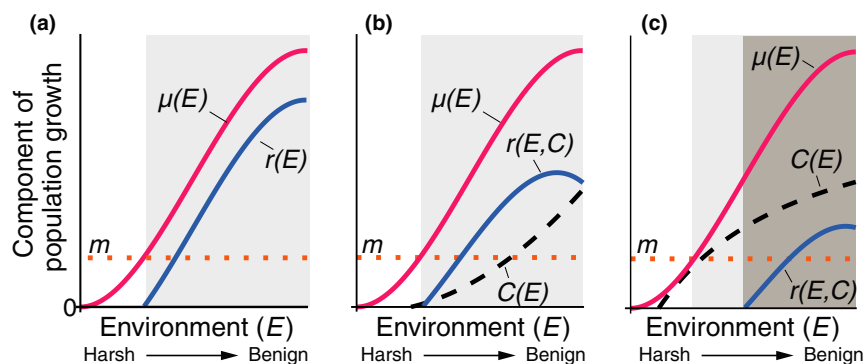 (a)
(b)
(c)
Component of
population growth
μ(E)
r(E)
m
0
Environment (E)
Harsh
Benign
μ(E)
r(E,C)
m
C(E)
Environment (E)
Harsh
Benign
μ(E)
C(E)
m
r(E,C)
Environment (E)
Harsh
Benign